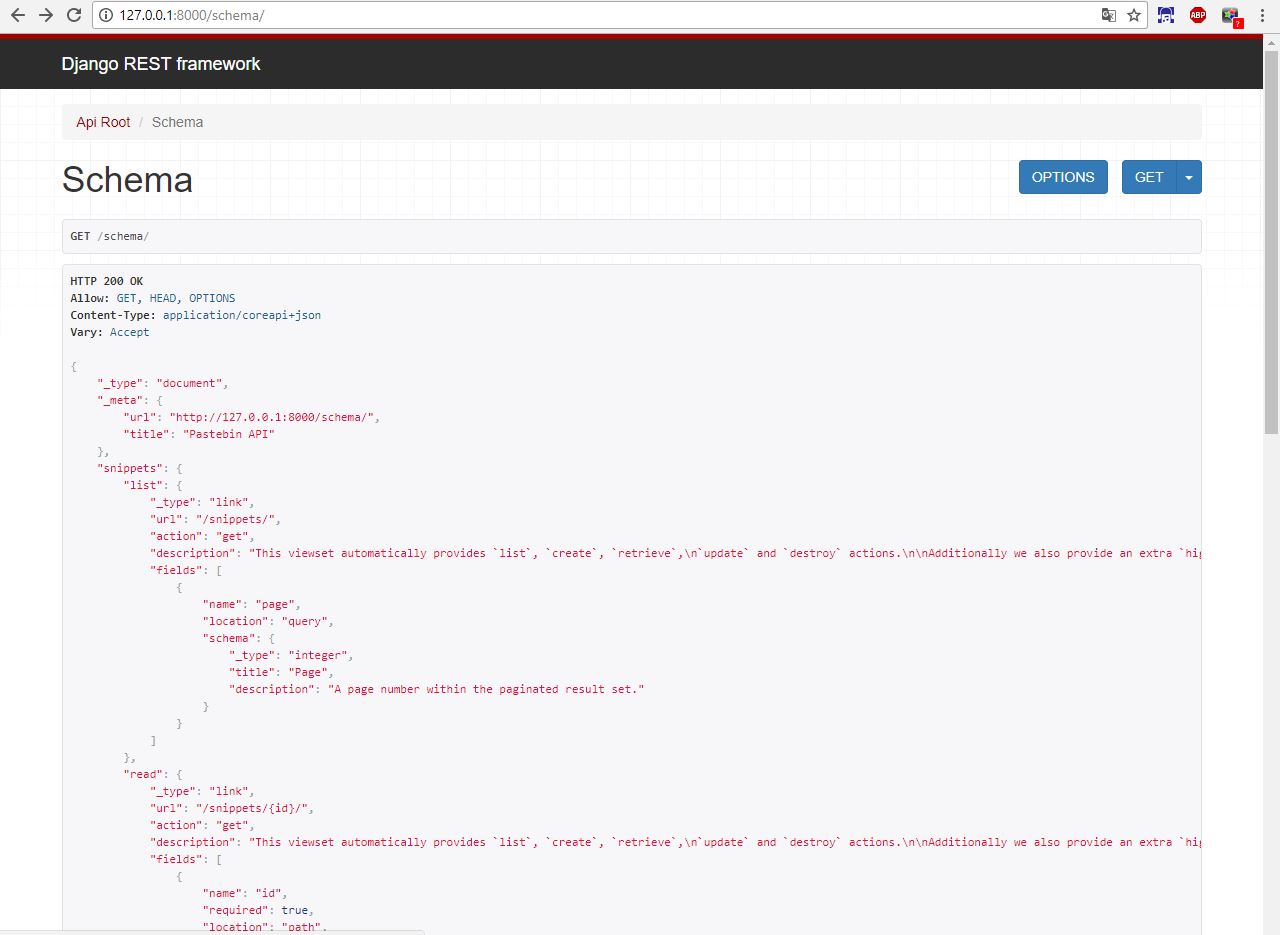 127.0.0.1:8000/schema/
ABP
?
Django REST framework
Api Root / Schema
Schema
OPTIONS
GET
GET /schema/
HTTP 200 OK
Allow: GET, HEAD, OPTIONS
Content-Type: application/coreapi+json
Vary: Accept
{
    "_type": "document",
    "_meta": {
        "url": "http://127.0.0.1:8000/schema/",
        "title": "Pastebin API"
    },
    "snippets": {
        "list": {
            "_type": "link",
            "url": "/snippets/",
            "action": "get",
            "description": "This viewset automatically provides `list`, `create`, `retrieve`,\n`update` and `destroy` actions.\n\nAdditionally we also provide an extra `hig
            "fields": [
                {
                    "name": "page",
                    "location": "query",
                    "schema": {
                        "_type": "integer",
                        "title": "Page",
                        "description": "A page number within the paginated result set."
                    }
                }
            ]
        },
        "read": {
            "_type": "link",
            "url": "/snippets/{id}/",
            "action": "get",
            "description": "This viewset automatically provides `list`, `create`, `retrieve`,\n`update` and `destroy` actions.\n\nAdditionally we also provide an extra `hig
            "fields": [
                {
                    "name": "id",
                    "required": true,
                    "location": "path",